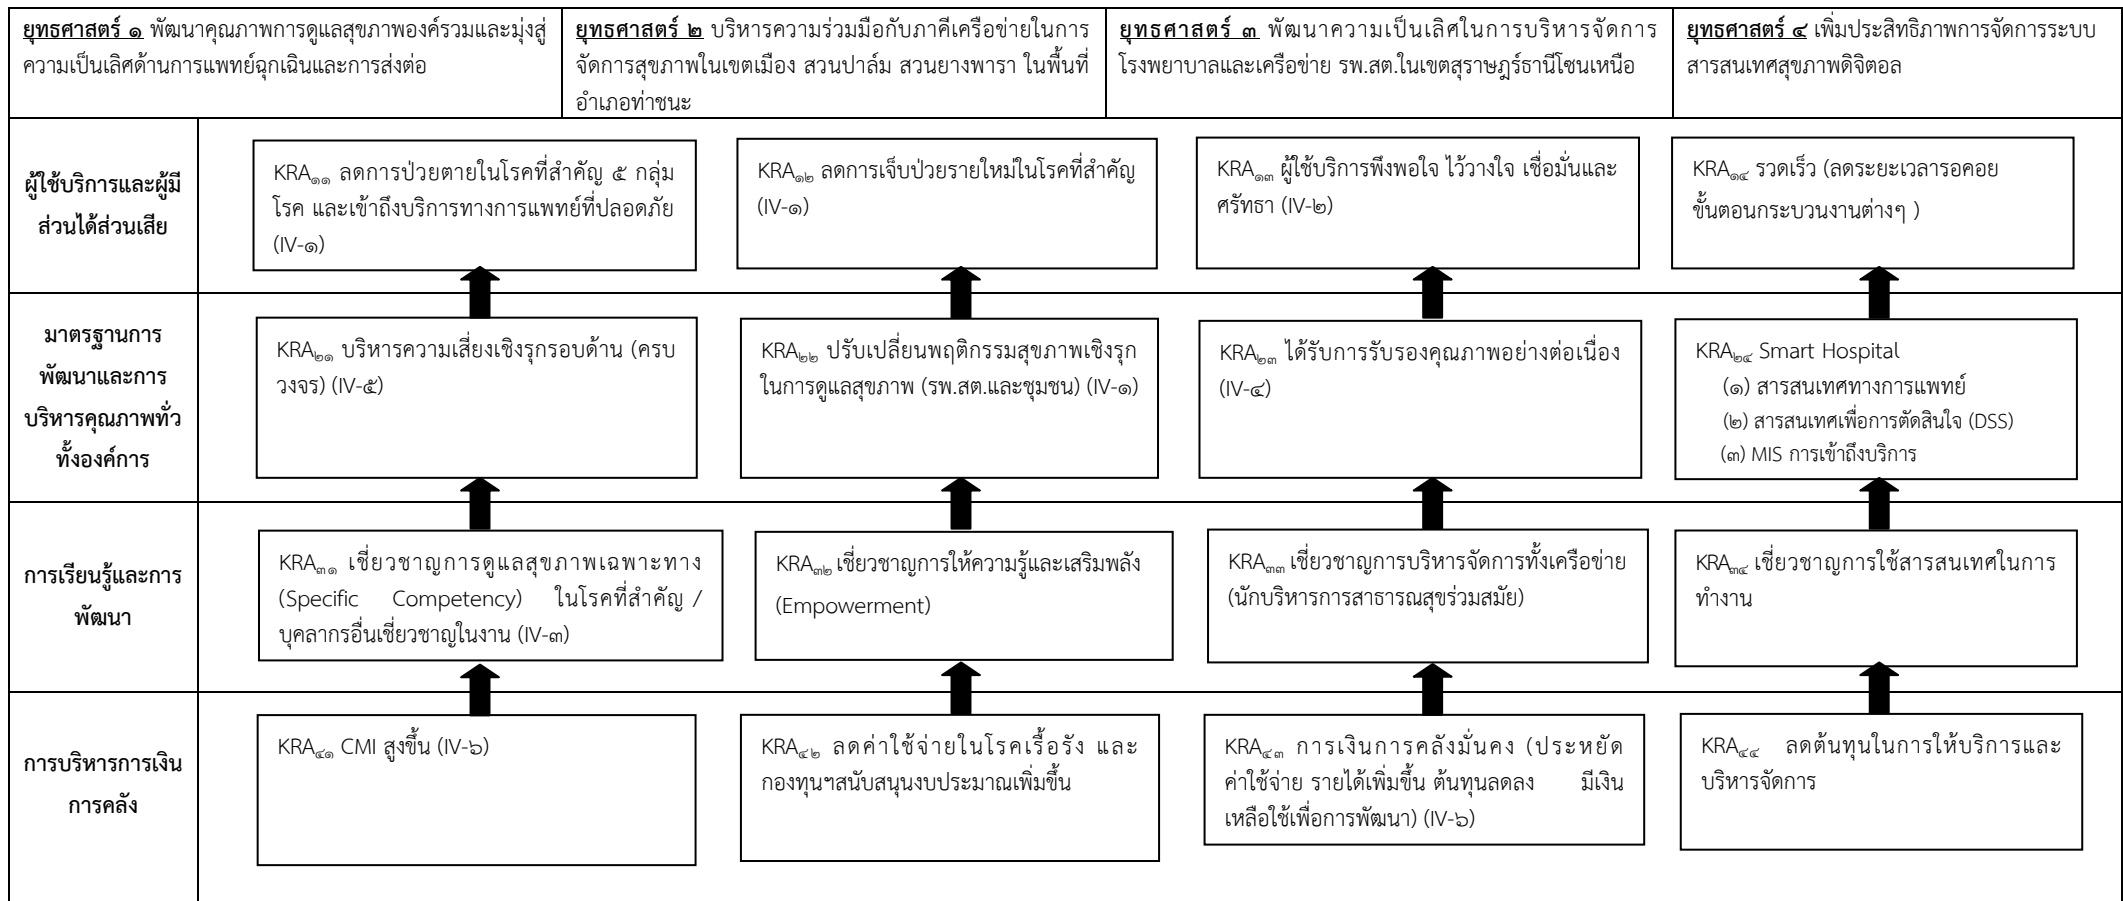 ยุทธศาสตร์ ๑ พัฒนาคุณภาพการดูแลสุขภาพองค์รวมและมุ่งสู่
ความเป็นเลิศด้านการแพทย์ฉุกเฉินและการส่งต่อ
ยุทธศาสตร์ ๒ บริหารความร่วมมือกับภาคีเครือข่ายในการ
จัดการสุขภาพในเขตเมือง สวนปาล์ม สวนยางพารา ในพื้นที่
อำเภอท่าชนะ
ยุทธศาสตร์ ๓ พัฒนาความเป็นเลิศในการบริหารจัดการ
โรงพยาบาลและเครือข่าย รพ.สต.ในเขตสุราษฎร์ธานีโซนเหนือ
ยุทธศาสตร์ ๔ เพิ่มประสิทธิภาพการจัดการระบบ
สารสนเทศสุขภาพดิจิตอล
ผู้ใช้บริการและผู้มี
ส่วนได้ส่วนเสีย
KRA๑๑ ลดการป่วยตายในโรคที่สำคัญ ๕ กลุ่ม
โรค และเข้าถึงบริการทางการแพทย์ที่ปลอดภัย
(IV-๑)
KRA๑๒ ลดการเจ็บป่วยรายใหม่ในโรคที่สำคัญ
(IV-๑)
KRA๑๓ ผู้ใช้บริการพึงพอใจ ไว้วางใจ เชื่อมั่นและ
ศรัทธา (IV-๒)
KRA๑๔ รวดเร็ว (ลดระยะเวลารอคอย
ขั้นตอนกระบวนงานต่างๆ )
มาตรฐานการ
พัฒนาและการ
บริหารคุณภาพทั่ว
ทั้งองค์การ
KRA๒๑ บริหารความเสี่ยงเชิงรุกรอบด้าน (ครบ
วงจร) (IV-๕)
KRA๒๒ ปรับเปลี่ยนพฤติกรรมสุขภาพเชิงรุก
ในการดูแลสุขภาพ (รพ.สต.และชุมชน) (IV-๑)
KRA๒๓ ได้รับการรับรองคุณภาพอย่างต่อเนื่อง
(IV-๔)
KRA๒๔ Smart Hospital
(๑) สารสนเทศทางการแพทย์
(๒) สารสนเทศเพื่อการตัดสินใจ (DSS)
(๓) MIS การเข้าถึงบริการ
การเรียนรู้และการ
พัฒนา
KRA๓๑ เชี่ยวชาญการดูแลสุขภาพเฉพาะทาง
(Specific Competency) ในโรคที่สำคัญ /
บุคลากรอื่นเชี่ยวชาญในงาน (IV-๓)
KRA๓๒ เชี่ยวชาญการให้ความรู้และเสริมพลัง
(Empowerment)
KRA๓๓ เชี่ยวชาญการบริหารจัดการทั้งเครือข่าย
(นักบริหารการสาธารณสุขร่วมสมัย)
KRA๓๔ เชี่ยวชาญการใช้สารสนเทศในการ
ทำงาน
การบริหารการเงิน
การคลัง
KRA๔๑ CMI สูงขึ้น (IV-๖)
KRA๔๒ ลดค่าใช้จ่ายในโรคเรื้อรัง และ
กองทุนฯสนับสนุนงบประมาณเพิ่มขึ้น
KRA๔๓ การเงินการคลังมั่นคง (ประหยัด
ค่าใช้จ่าย รายได้เพิ่มขึ้น ต้นทุนลดลง มีเงิน
เหลือใช้เพื่อการพัฒนา) (IV-๖)
KRA๔๔ ลดต้นทุนในการให้บริการและ
บริหารจัดการ